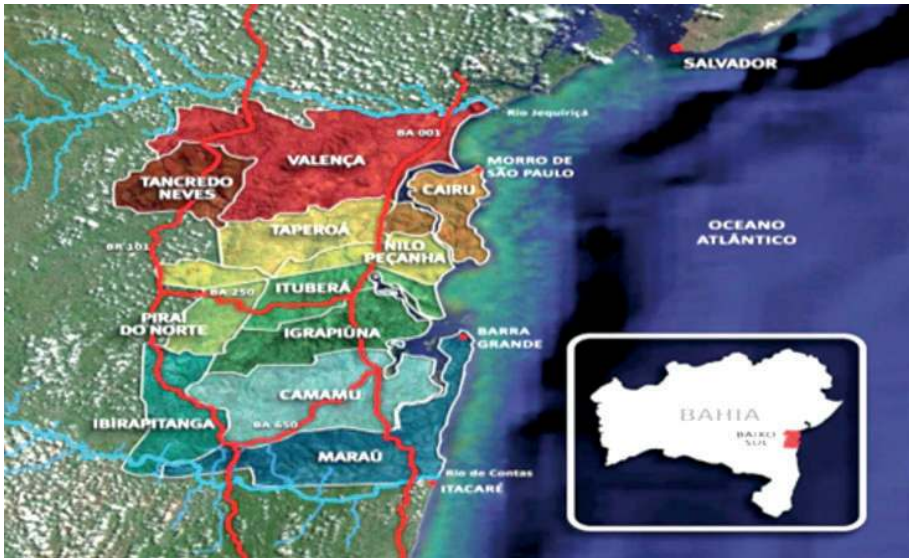 SALVADOR
Rio Jequiriçá
BA 001
VALENÇA
MORRO DE
SÃO PAULO
TANCREDO
NEVES
CAIRU
OCEANO
ATLÂNTICO
TAPEROÁ
BR 101
NILO
PEÇANHA
ITUBERÁ
BA 250
PIRAÍ
DO NORTE
IGRAPIÚNA
BARRA
GRANDE
CAMAMU
IBIRAPITANGA
BA 650
MARAÚ
Rio de Contas
ITACARÉ
BAHIA
BAIXO
SUL